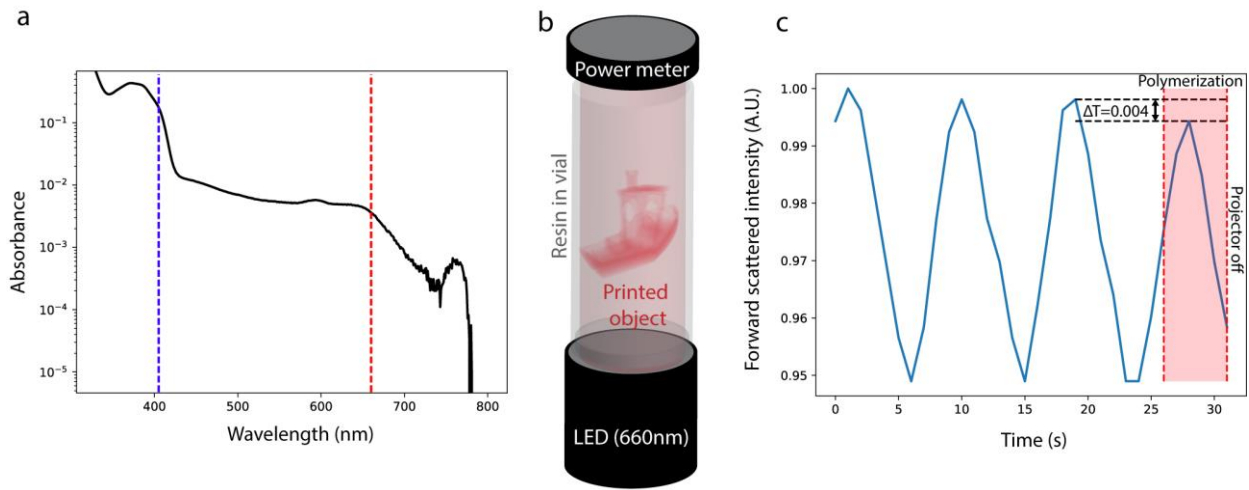 a
Absorbance
10⁻¹
10⁻²
10⁻³
10⁻⁴
10⁻⁵
400
500
600
700
800
Wavelength (nm)
b
Power meter
Resin in vial
Printed
object
LED (660nm)
c
Forward scattered intensity (A.U.)
1.00
0.99
0.98
0.97
0.96
0.95
Polymerization
ΔT=0.004
Projector off
0
5
10
15
20
25
30
Time (s)